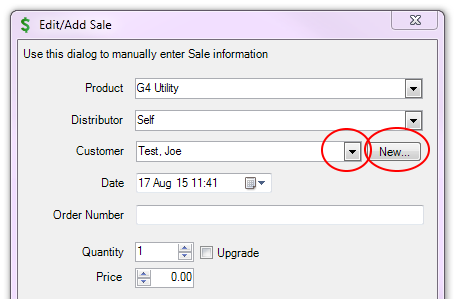 Edit/Add Sale
Use this dialog to manually enter Sale information
Product G4 Utility
Distributor Self
Customer Test, Joe New...
Date 17 Aug 15 11:41
Order Number
Quantity 1 Upgrade
Price 0.00